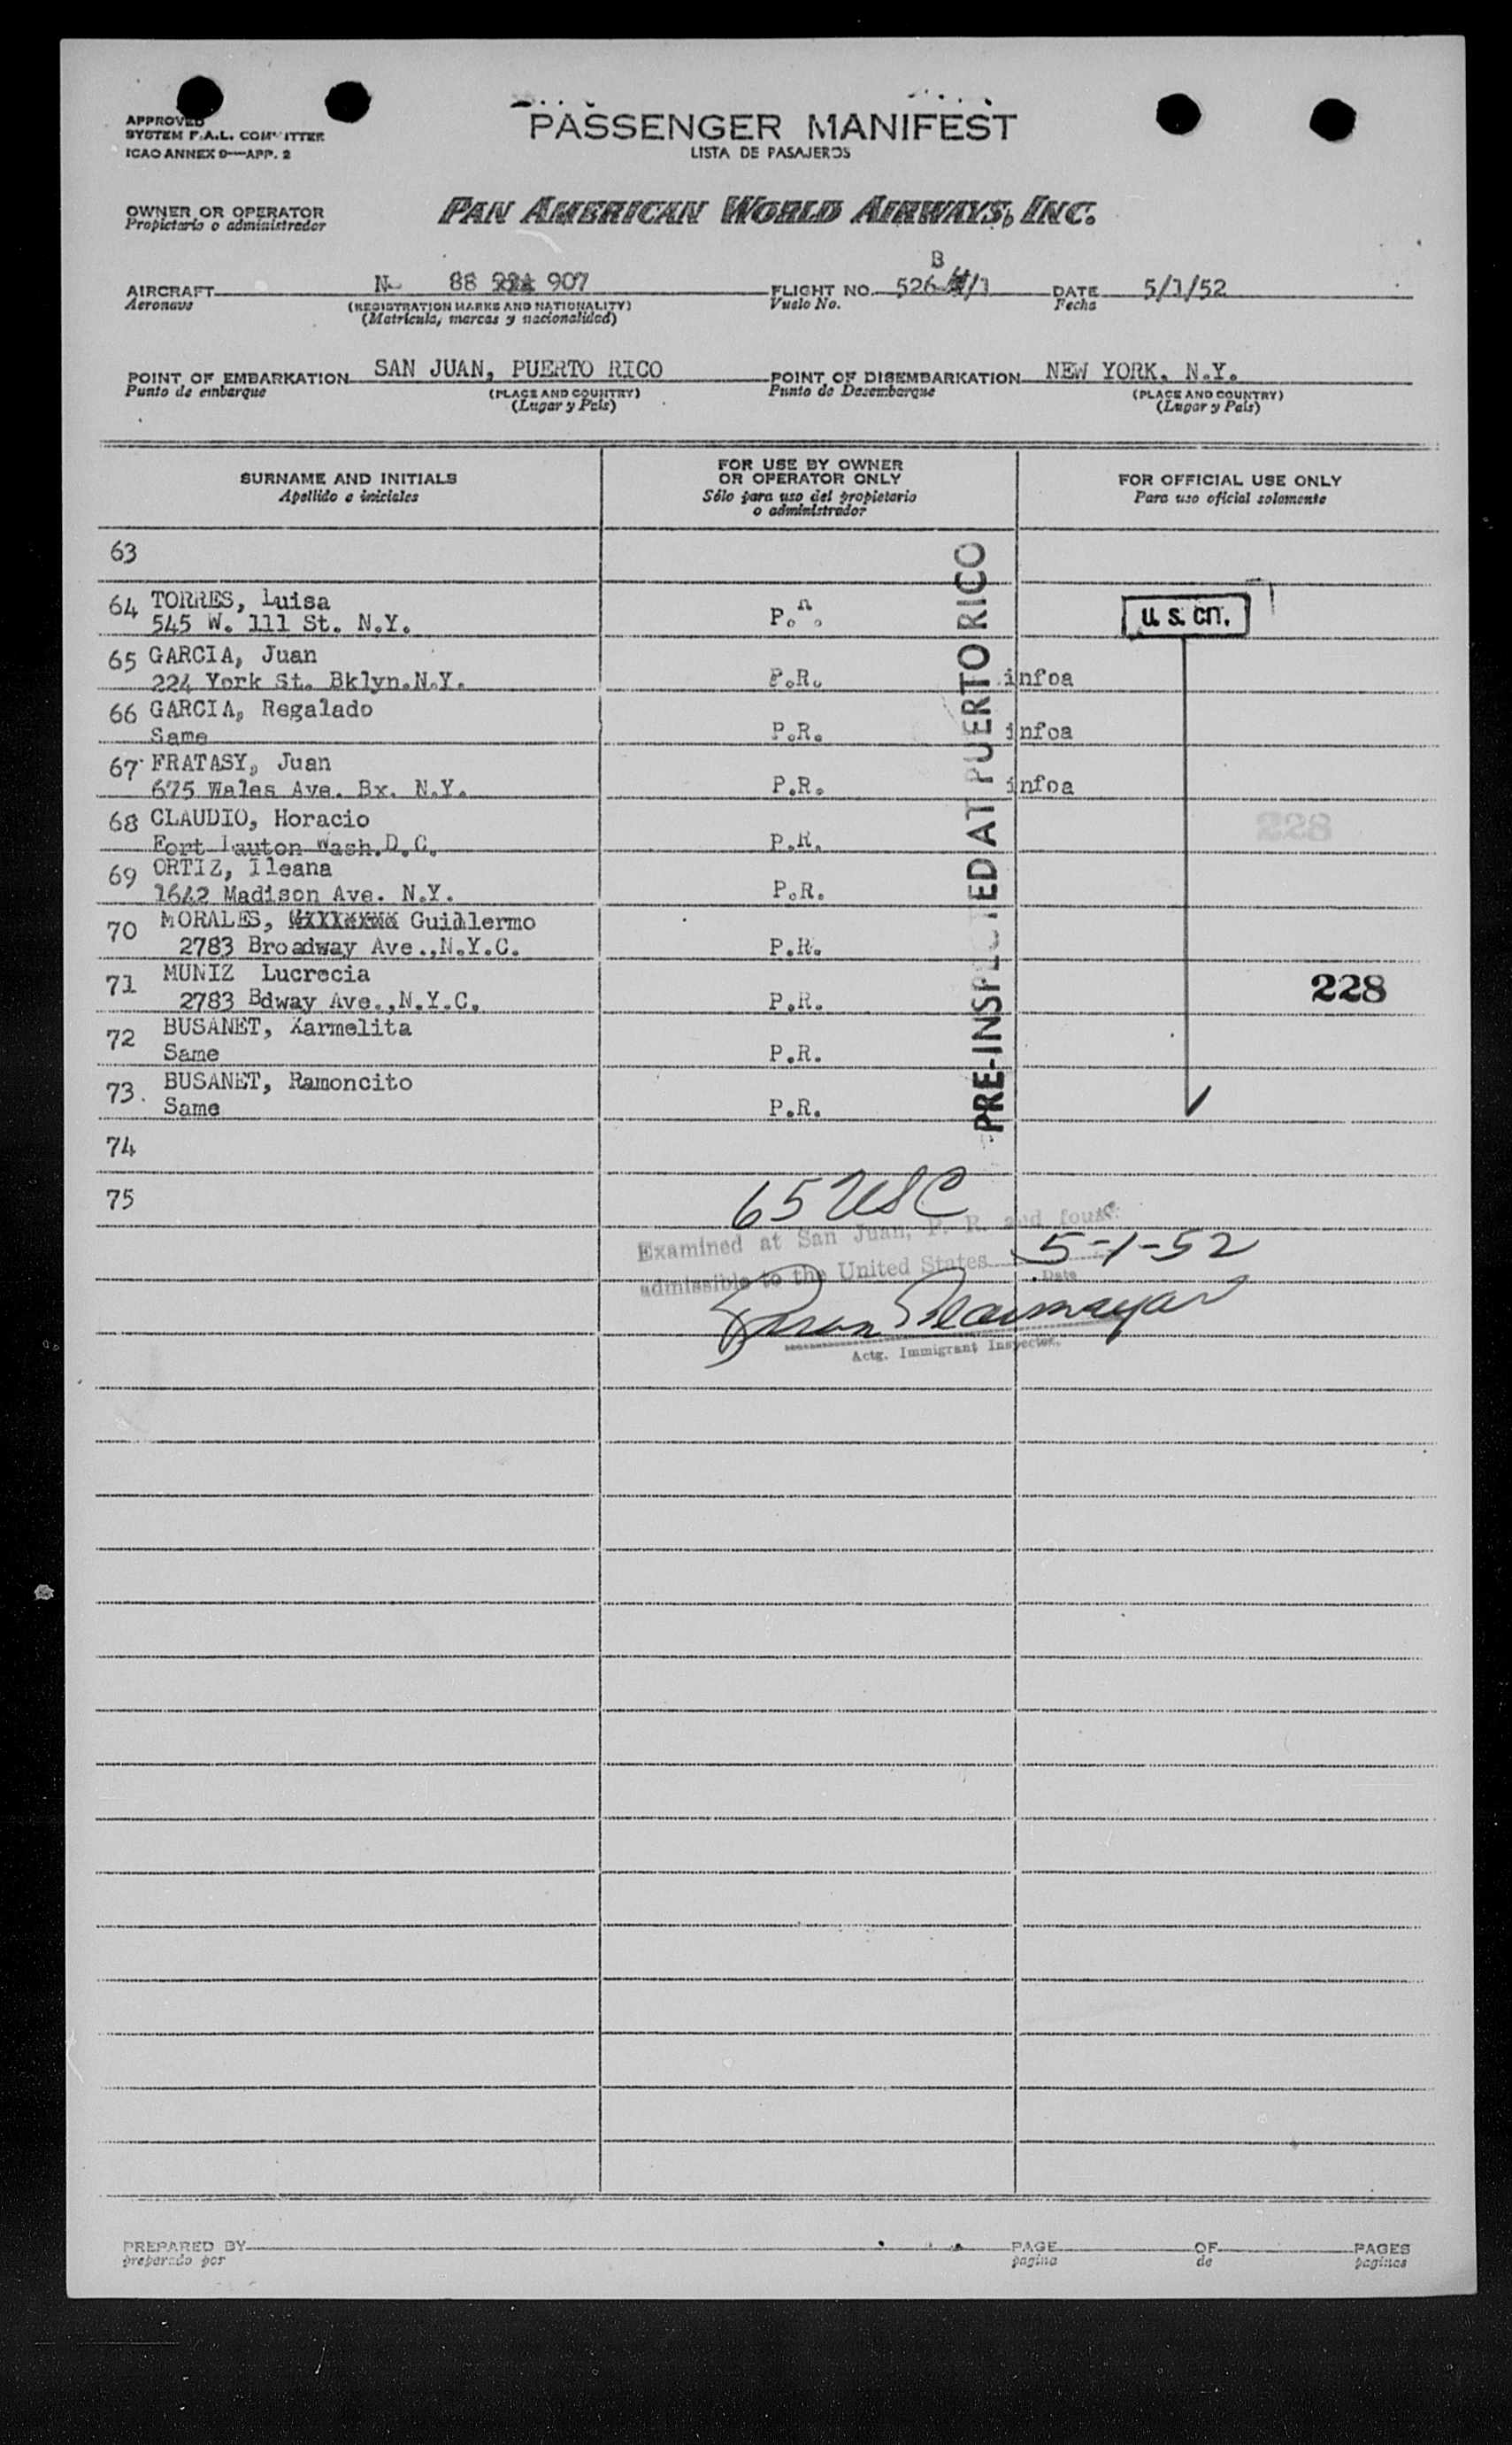 APPROVED
SYSTEM F.A.L. COMMITTEE
ICAO ANNEX 9—APP. 2
PASSENGER MANIFEST
LISTA DE PASAJEROS
OWNER OR OPERATOR
Propietario o administrador
PAN AMERICAN WORLD AIRWAYS, INC.
AIRCRAFT N 88 907
Aeronave
(REGISTRATION MARKS AND NATIONALITY)
(Matricula, marcas y nacionalidad)
FLIGHT NO. 526 B /1
Vuelo No.
DATE 5/1/52
Fecha
POINT OF EMBARKATION SAN JUAN, PUERTO RICO
Punto de embarque
(PLACE AND COUNTRY)
(Lugar y País)
POINT OF DISEMBARKATION NEW YORK. N.Y.
Punto de Desembarque
(PLACE AND COUNTRY)
(Lugar y País)
SURNAME AND INITIALS
Apellido e iniciales
FOR USE BY OWNER
OR OPERATOR ONLY
Sólo para uso del propietario
o administrador
FOR OFFICIAL USE ONLY
Para uso oficial solamente
63
64 TORRES, Luisa
545 W. 111 St. N.Y. P.R. U. S. CIT.
65 GARCIA, Juan
224 York St. Bklyn.N.Y. P.R. infoa
66 GARCIA, Regalado
Same P.R. infoa
67 FRATASY, Juan
675 Wales Ave. Bx. N.Y. P.R. infoa
68 CLAUDIO, Horacio 228
Fort Lauton Wash.D.C. P.R.
69 ORTIZ, Ileana
1642 Madison Ave. N.Y. P.R.
70 MORALES, Guillermo
2783 Broadway Ave.,N.Y.C. P.R.
71 MUNIZ Lucrecia 228
2783 Bdway Ave.,N.Y.C. P.R.
72 BUSANET, Karmelita
Same P.R.
73. BUSANET, Ramoncito
Same P.R.
74
75
PRE-INSPECTED AT PUERTO RICO
65 USC
Examined at San Juan, P. R. and found
admissible to the United States 5-1-52
Date
Actg. Immigrant Inspector.
PREPARED BY
preparado por
PAGE
pagina
OF
de
PAGES
paginas